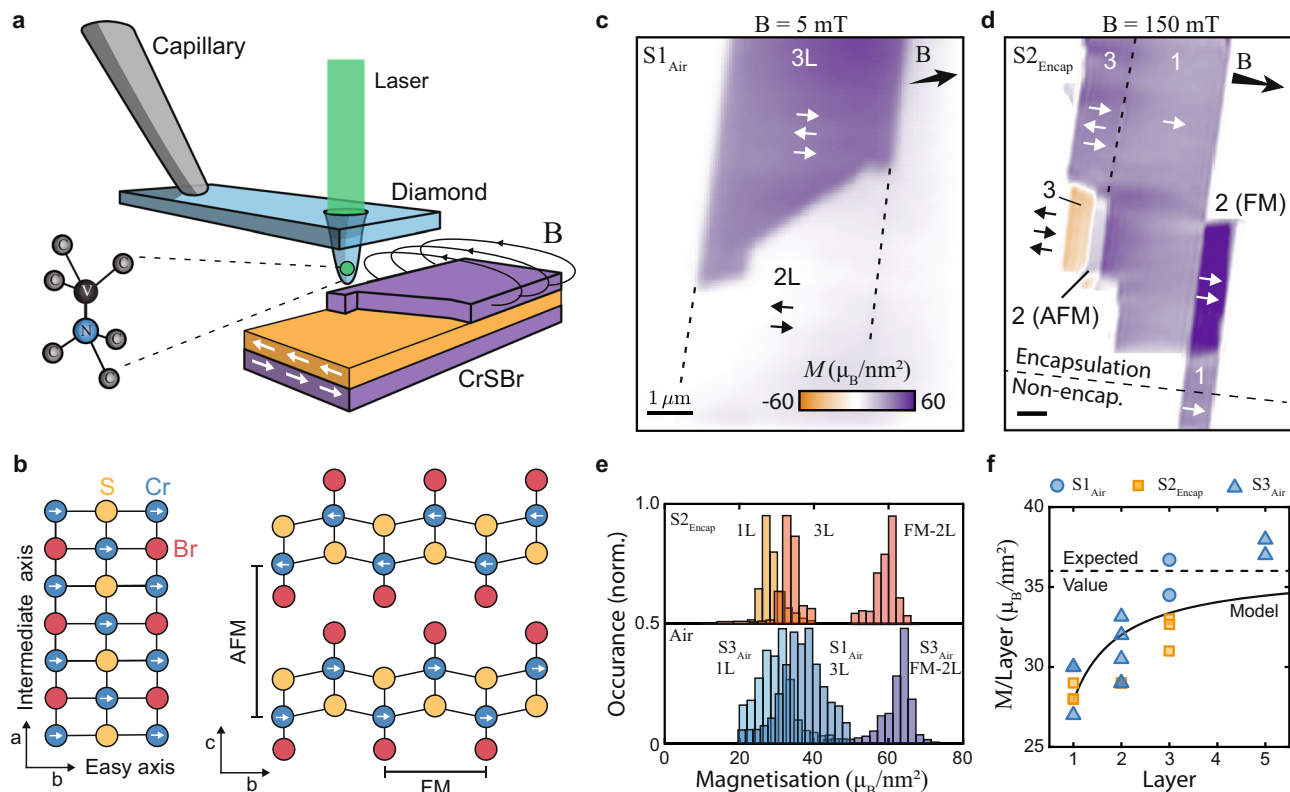 a
Capillary
Laser
Diamond
B
C
C
C
V
N
C
C
C
CrSBr
b
S
Cr
Br
Intermediate axis
a
b
Easy axis
AFM
c
b
FM
c
B = 5 mT
S1Air
3L
B
2L
M (μB/nm²)
-60
60
1 μm
d
B = 150 mT
S2Encap
3
1
B
3
2 (FM)
2 (AFM)
1
Encapsulation
Non-encap.
e
Occurance (norm.)
1.0
0.5
0
S2Encap
1L
3L
FM-2L
Air
S3Air
1L
S1Air
3L
S3Air
FM-2L
0
20
40
60
80
Magnetisation (μB/nm²)
f
S1Air
S2Encap
S3Air
M/Layer (μB/nm²)
40
35
30
25
Expected
Value
Model
1
2
3
4
5
Layer